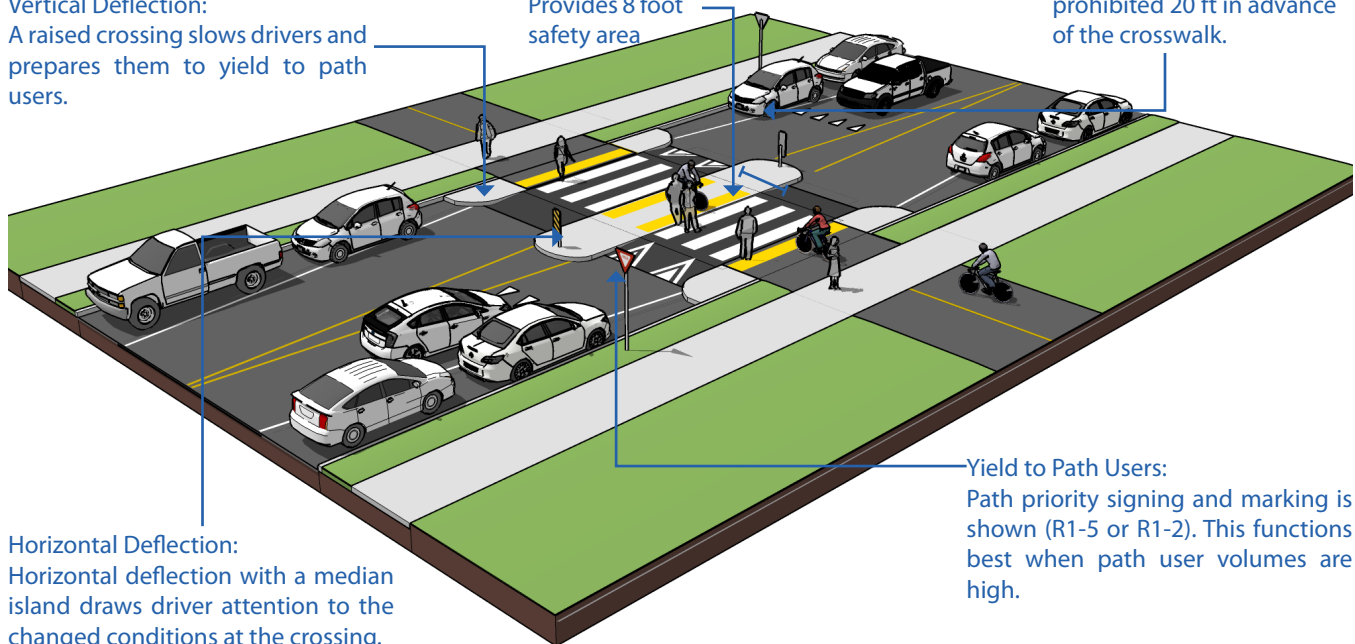 Vertical Deflection:
A raised crossing slows drivers and
prepares them to yield to path
users.
Provides 8 foot
safety area
prohibited 20 ft in advance
of the crosswalk.
Yield to Path Users:
Path priority signing and marking is
shown (R1-5 or R1-2). This functions
best when path user volumes are
high.
Horizontal Deflection:
Horizontal deflection with a median
island draws driver attention to the
changed conditions at the crossing.